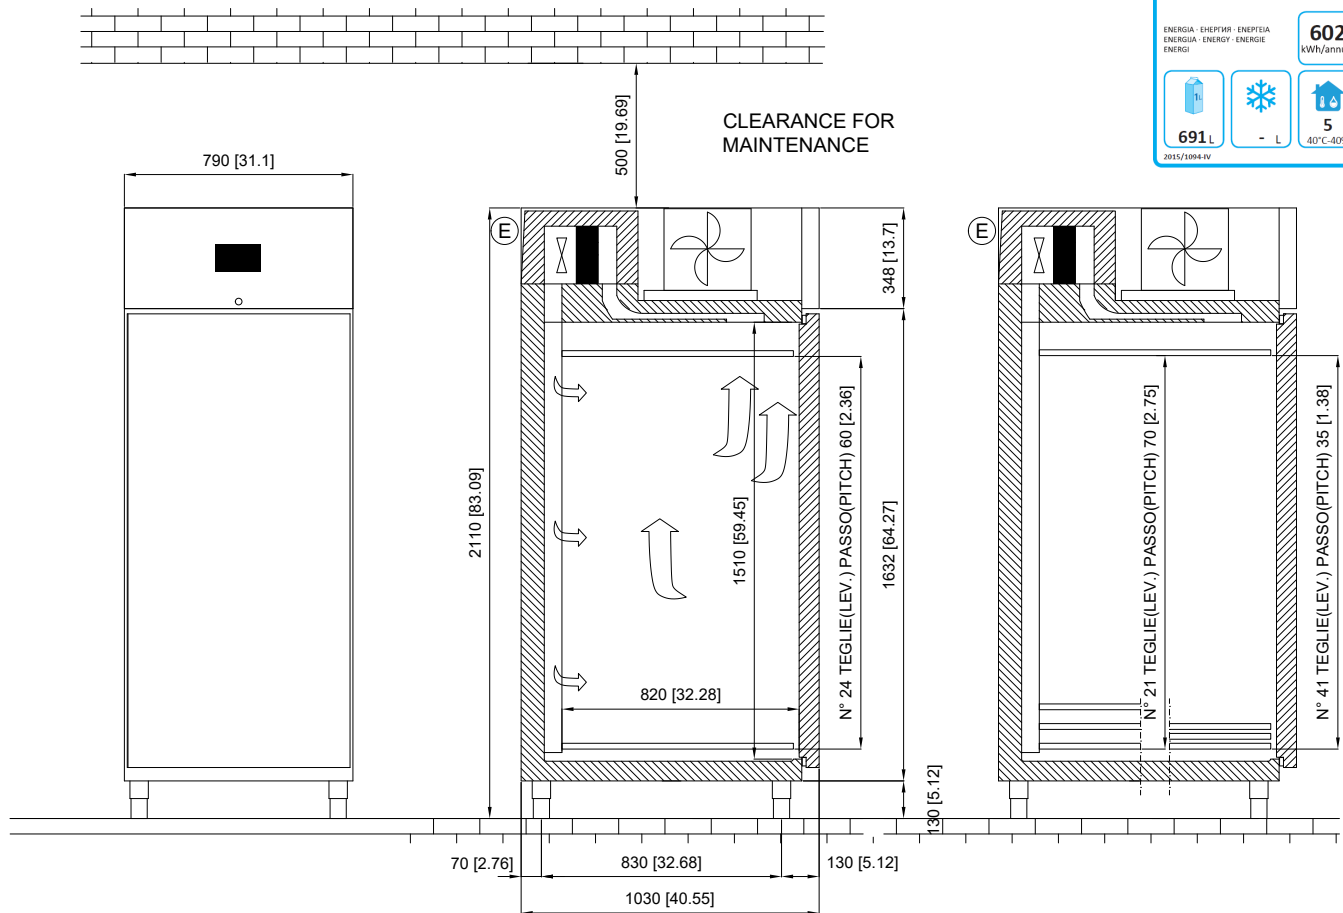 ENERGIA · ЕНЕРГИЯ · ΕΝΕΡΓΕΙΑ
ENERGIJA · ENERGY · ENERGIE
ENERGI
602
kWh/annum
1L
691 L
- L
5
40°C-40%
2015/1094-IV
CLEARANCE FOR
MAINTENANCE
500 [19.69]
790 [31.1]
E
E
348 [13.7]
2110 [83.09]
1510 [59.45]
N° 24 TEGLIE(LEV.) PASSO(PITCH) 60 [2.36]
1632 [64.27]
N° 21 TEGLIE(LEV.) PASSO(PITCH) 70 [2.75]
N° 41 TEGLIE(LEV.) PASSO(PITCH) 35 [1.38]
820 [32.28]
130 [5.12]
70 [2.76]
830 [32.68]
130 [5.12]
1030 [40.55]